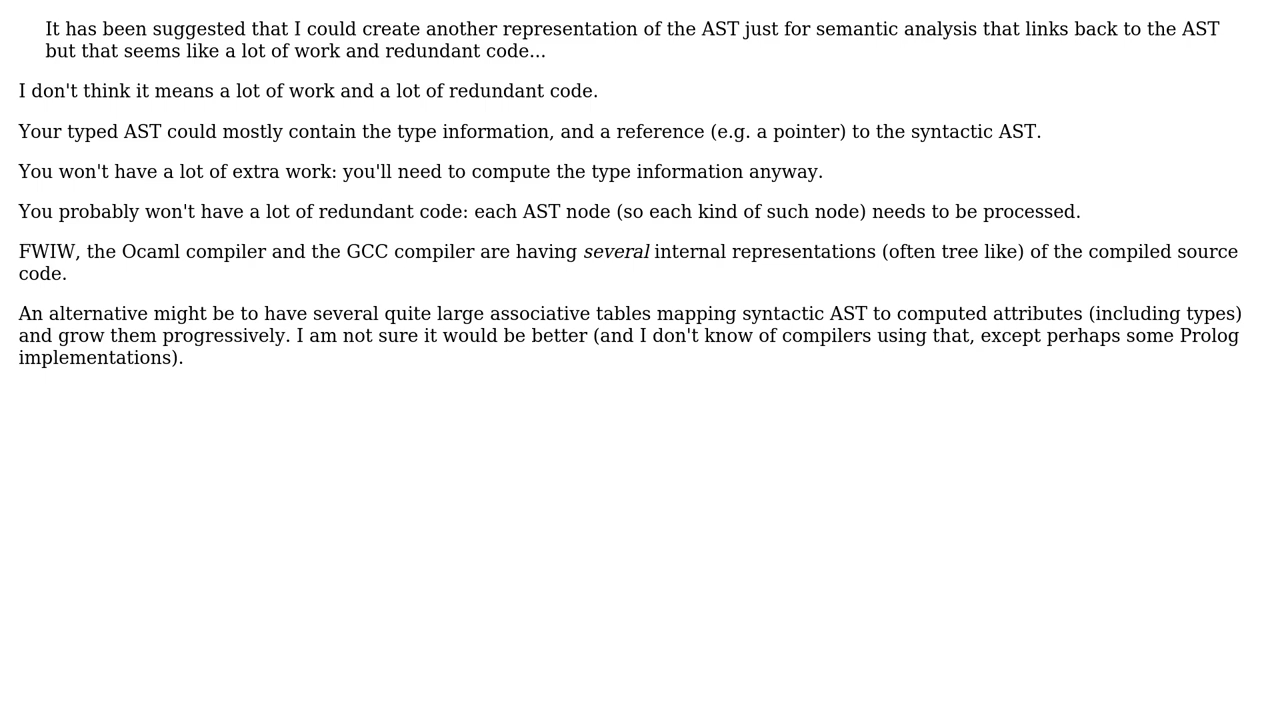 It has been suggested that I could create another representation of the AST just for semantic analysis that links back to the AST
but that seems like a lot of work and redundant code...
I don't think it means a lot of work and a lot of redundant code.
Your typed AST could mostly contain the type information, and a reference (e.g. a pointer) to the syntactic AST.
You won't have a lot of extra work: you'll need to compute the type information anyway.
You probably won't have a lot of redundant code: each AST node (so each kind of such node) needs to be processed.
FWIW, the Ocaml compiler and the GCC compiler are having several internal representations (often tree like) of the compiled source
code.
An alternative might be to have several quite large associative tables mapping syntactic AST to computed attributes (including types)
and grow them progressively. I am not sure it would be better (and I don't know of compilers using that, except perhaps some Prolog
implementations).